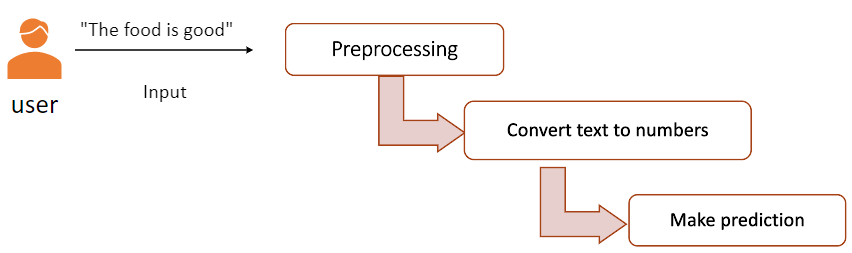 "The food is good"
Input
user
Preprocessing
Convert text to numbers
Make prediction